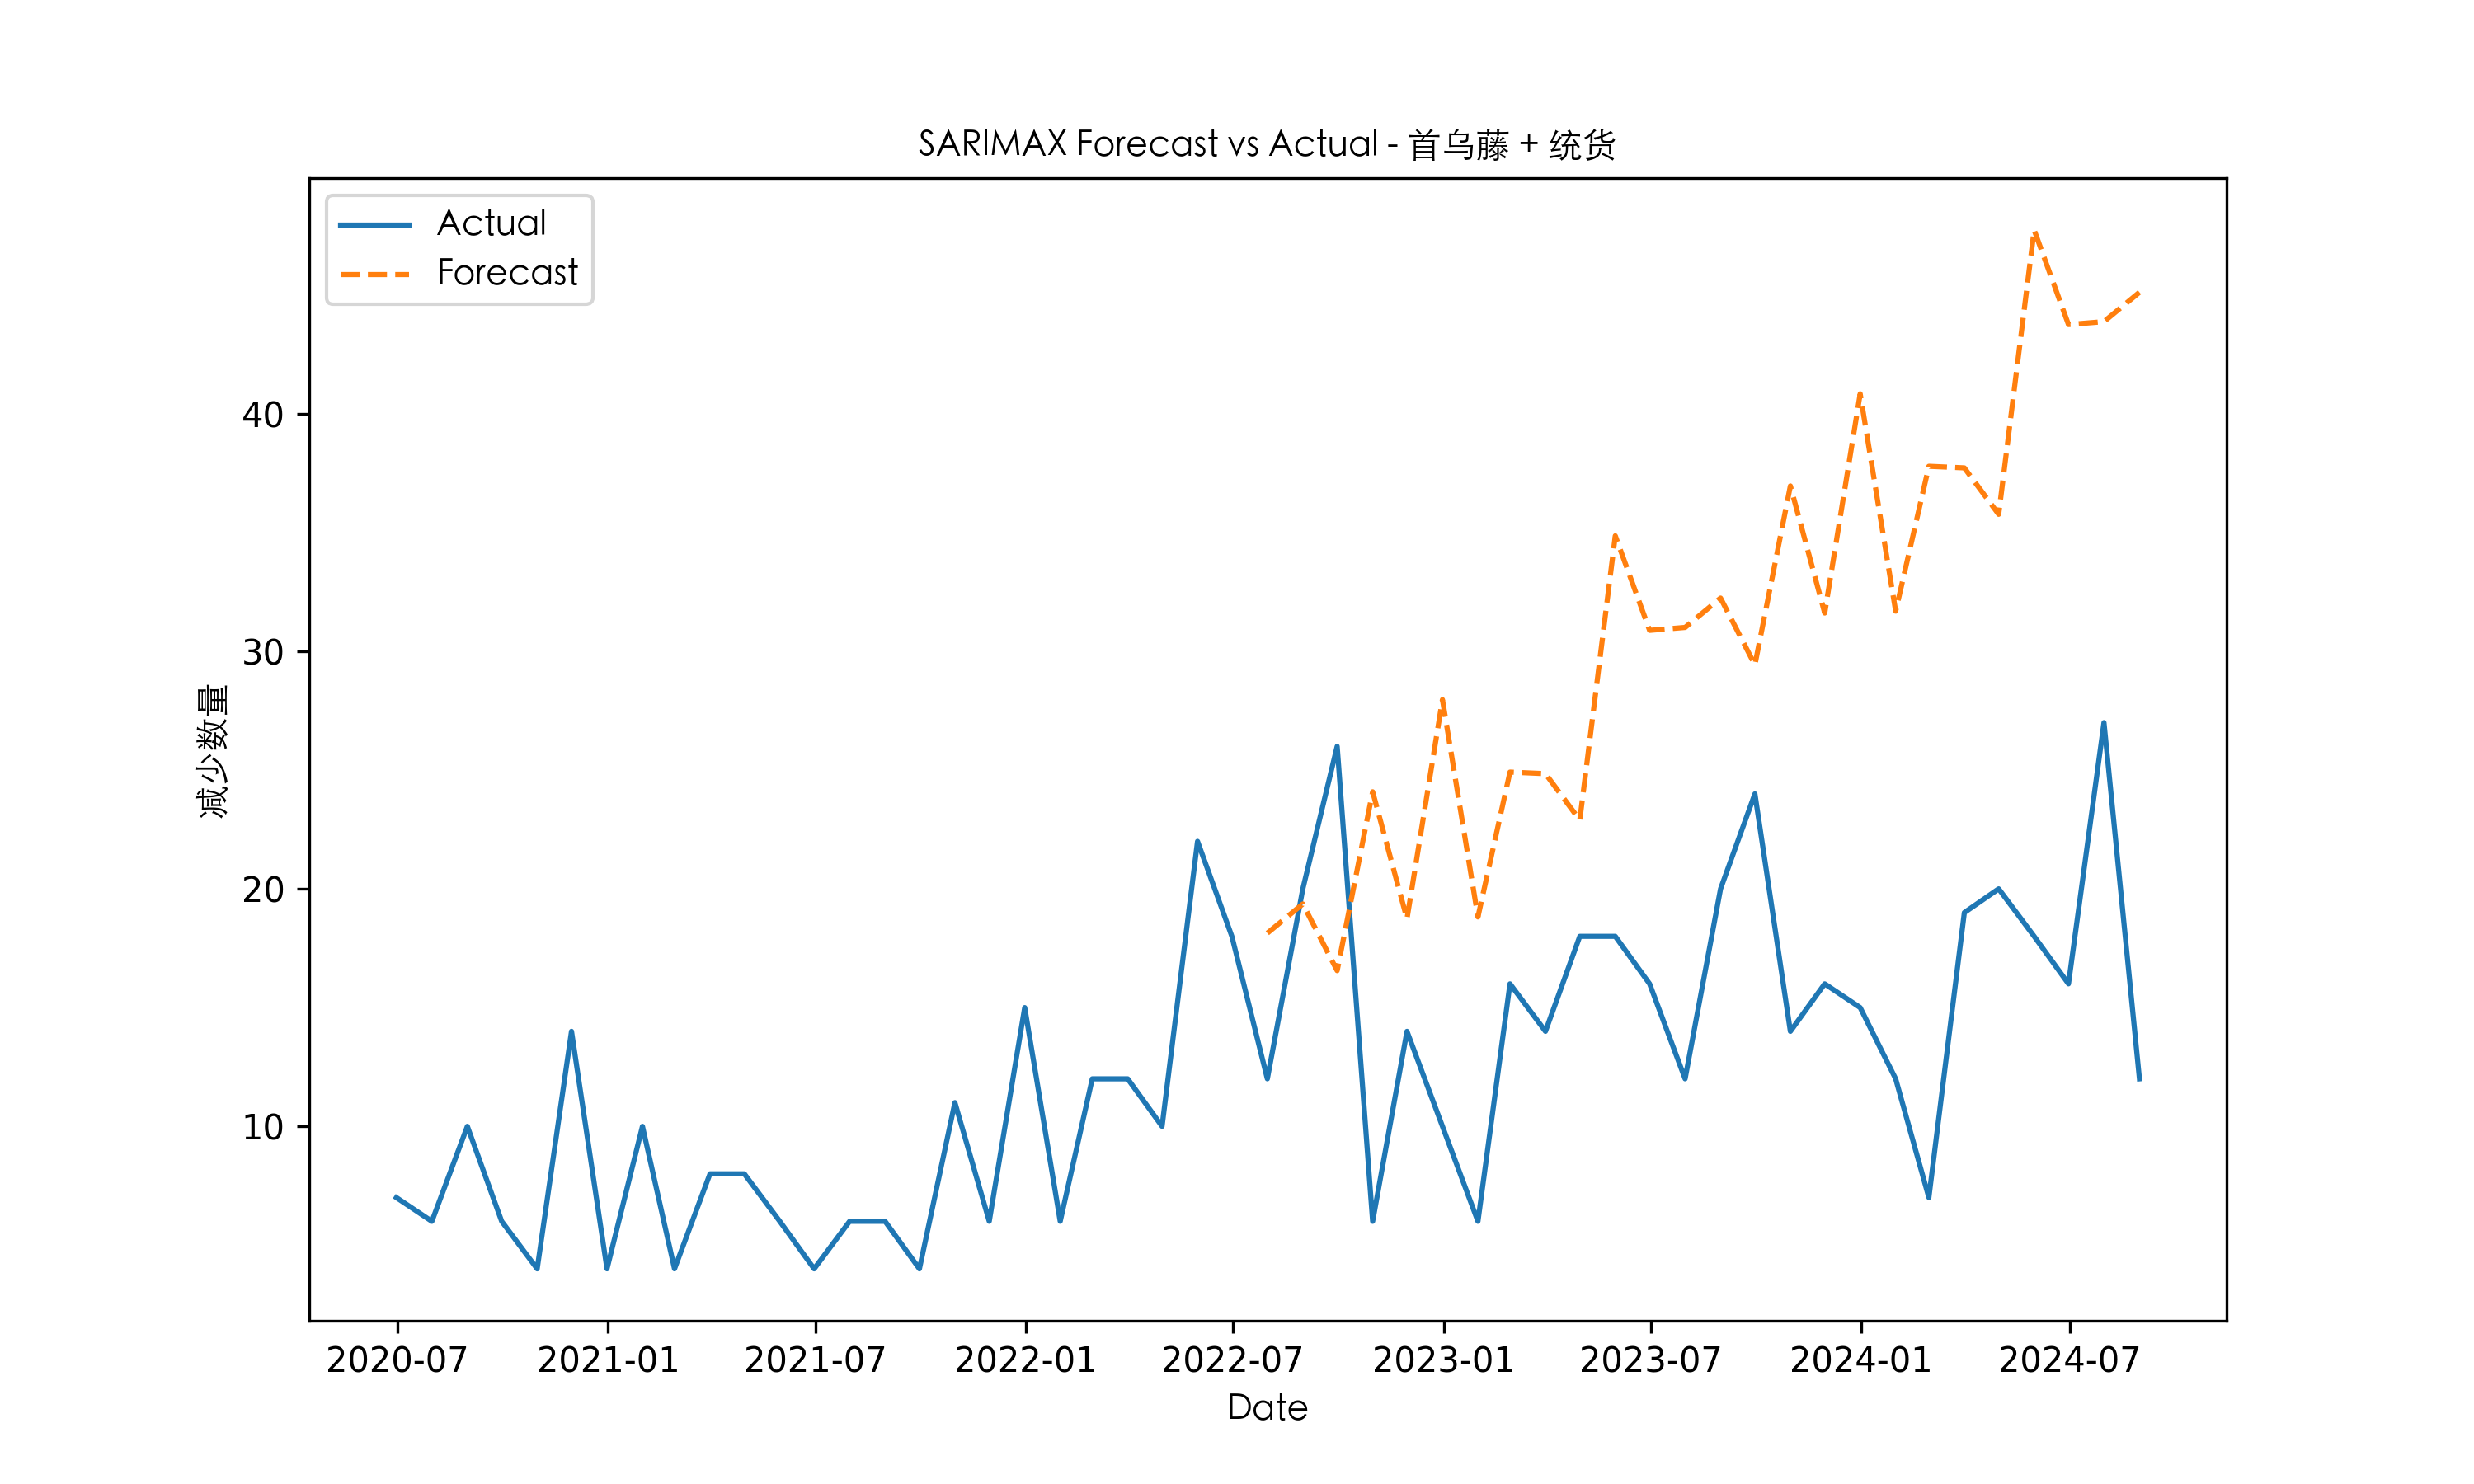 SARIMAX Forecast vs Actual - 首乌藤 + 统货
Actual
Forecast
减少数量
40
30
20
10
2020-07 2021-01 2021-07 2022-01 2022-07 2023-01 2023-07 2024-01 2024-07
Date